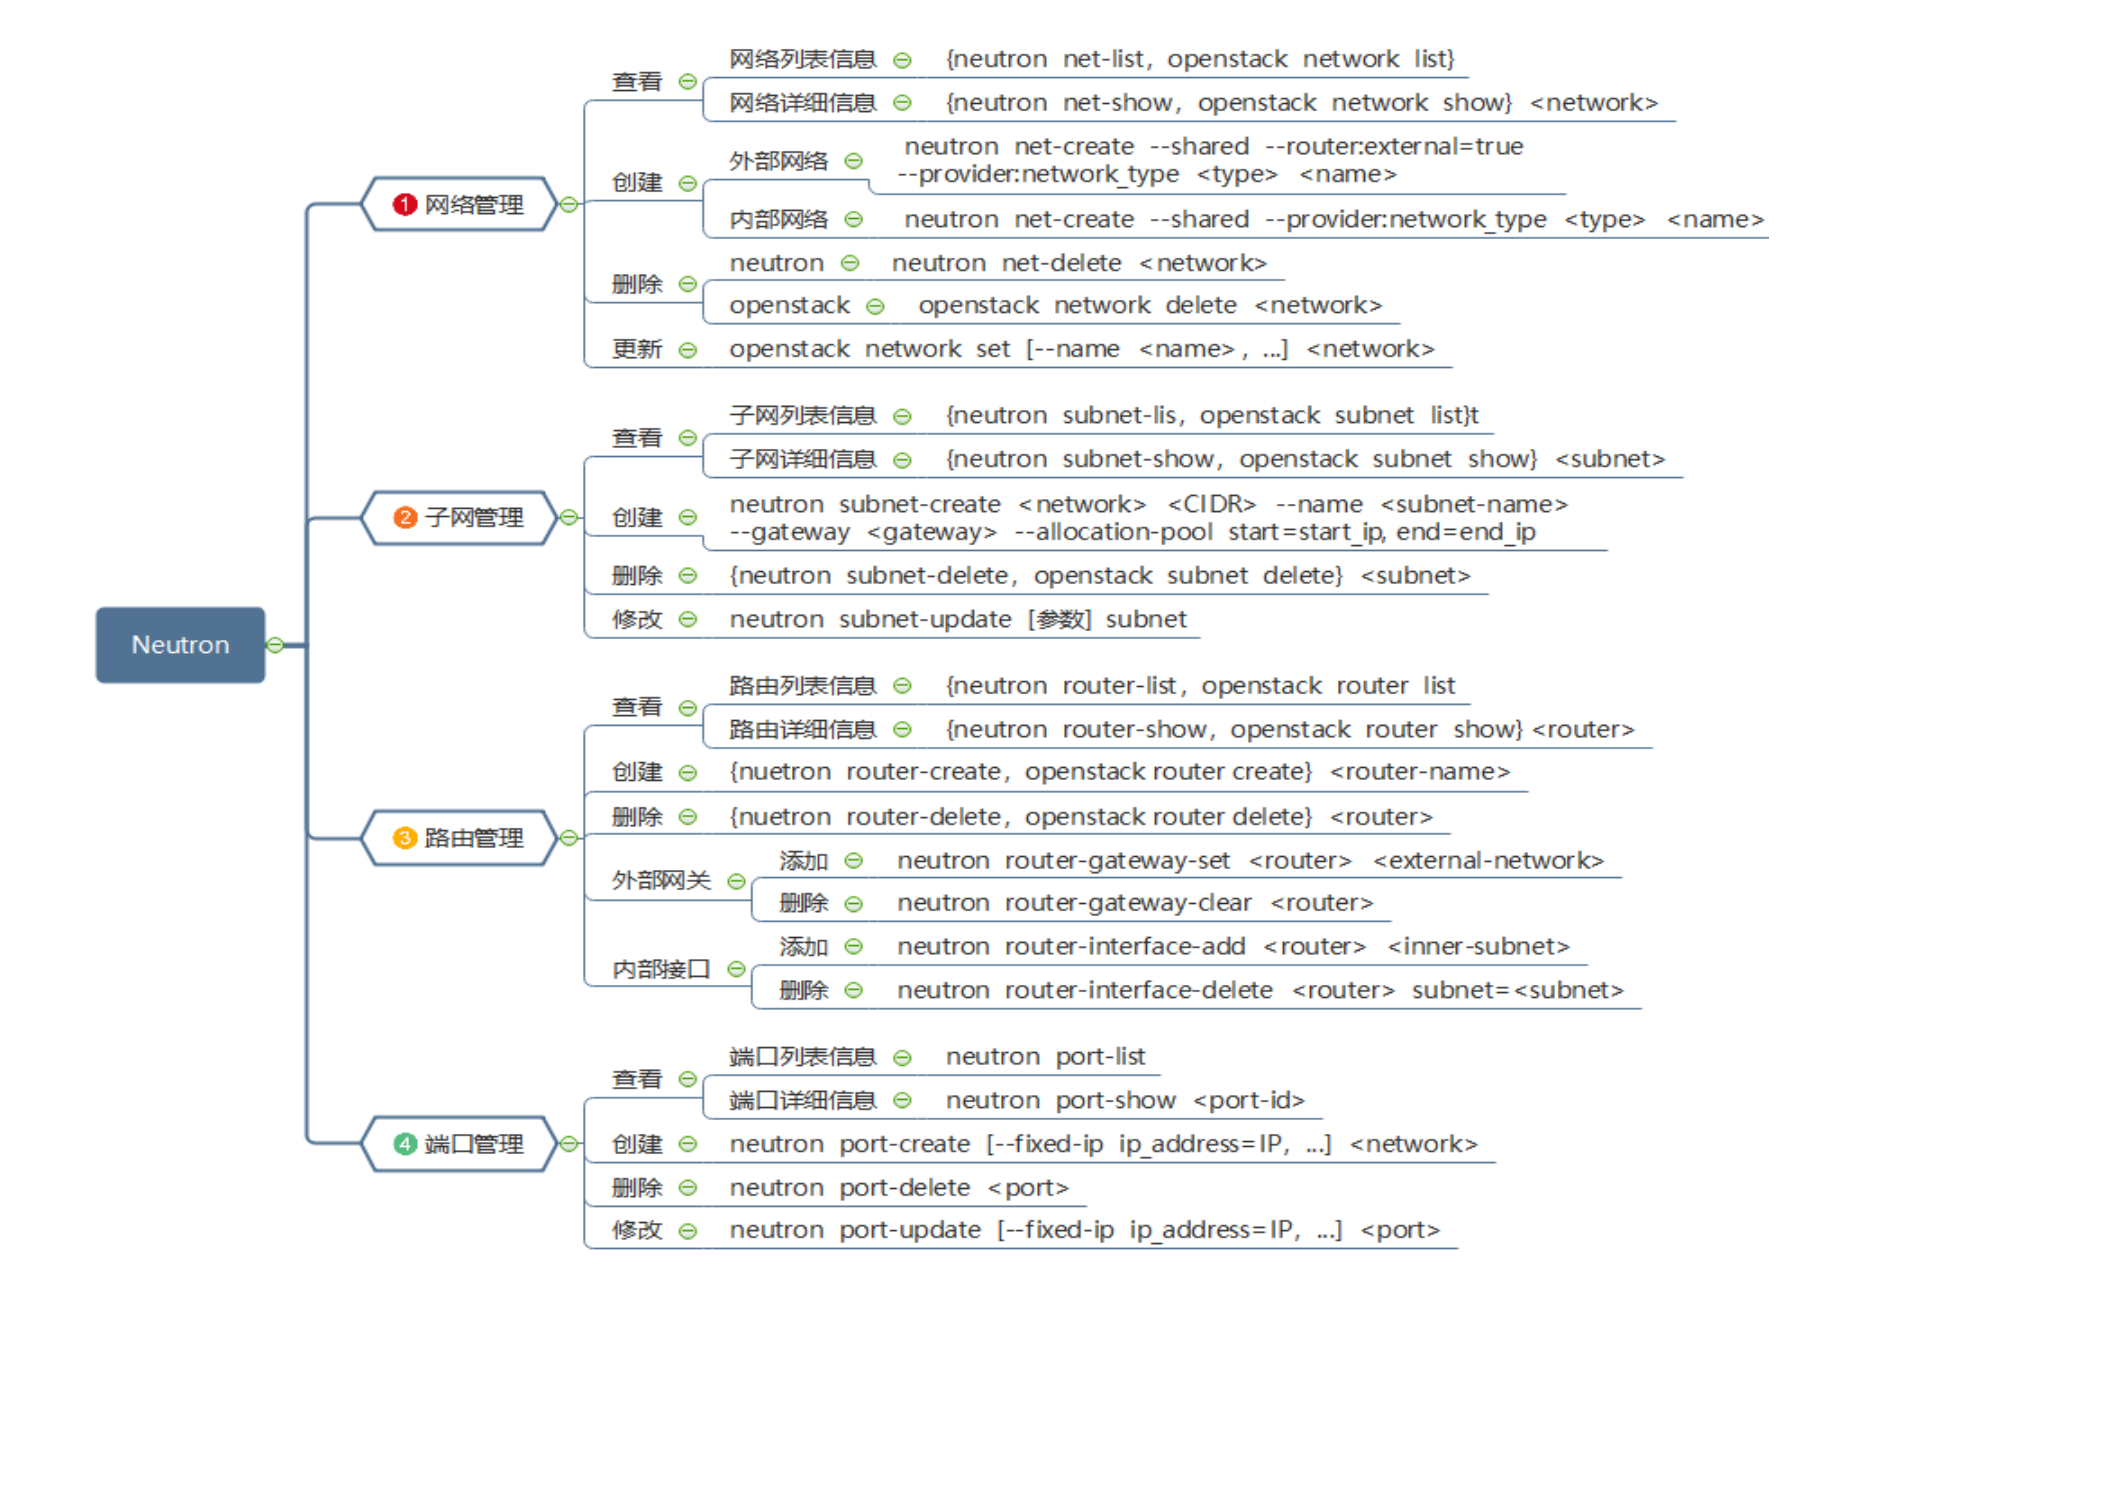 Neutron
1 网络管理
查看
网络列表信息
{neutron net-list, openstack network list}
网络详细信息
{neutron net-show, openstack network show} <network>
创建
外部网络
neutron net-create --shared --router:external=true
--provider:network_type <type> <name>
内部网络
neutron net-create --shared --provider:network_type <type> <name>
删除
neutron
neutron net-delete <network>
openstack
openstack network delete <network>
更新
openstack network set [--name <name>, ...] <network>
2 子网管理
查看
子网列表信息
{neutron subnet-lis, openstack subnet list}t
子网详细信息
{neutron subnet-show, openstack subnet show} <subnet>
创建
neutron subnet-create <network> <CIDR> --name <subnet-name>
--gateway <gateway> --allocation-pool start=start_ip, end=end_ip
删除
{neutron subnet-delete, openstack subnet delete} <subnet>
修改
neutron subnet-update [参数] subnet
3 路由管理
查看
路由列表信息
{neutron router-list, openstack router list
路由详细信息
{neutron router-show, openstack router show} <router>
创建
{nuetron router-create, openstack router create} <router-name>
删除
{nuetron router-delete, openstack router delete} <router>
外部网关
添加
neutron router-gateway-set <router> <external-network>
删除
neutron router-gateway-clear <router>
内部接口
添加
neutron router-interface-add <router> <inner-subnet>
删除
neutron router-interface-delete <router> subnet=<subnet>
4 端口管理
查看
端口列表信息
neutron port-list
端口详细信息
neutron port-show <port-id>
创建
neutron port-create [--fixed-ip ip_address=IP, ...] <network>
删除
neutron port-delete <port>
修改
neutron port-update [--fixed-ip ip_address=IP, ...] <port>